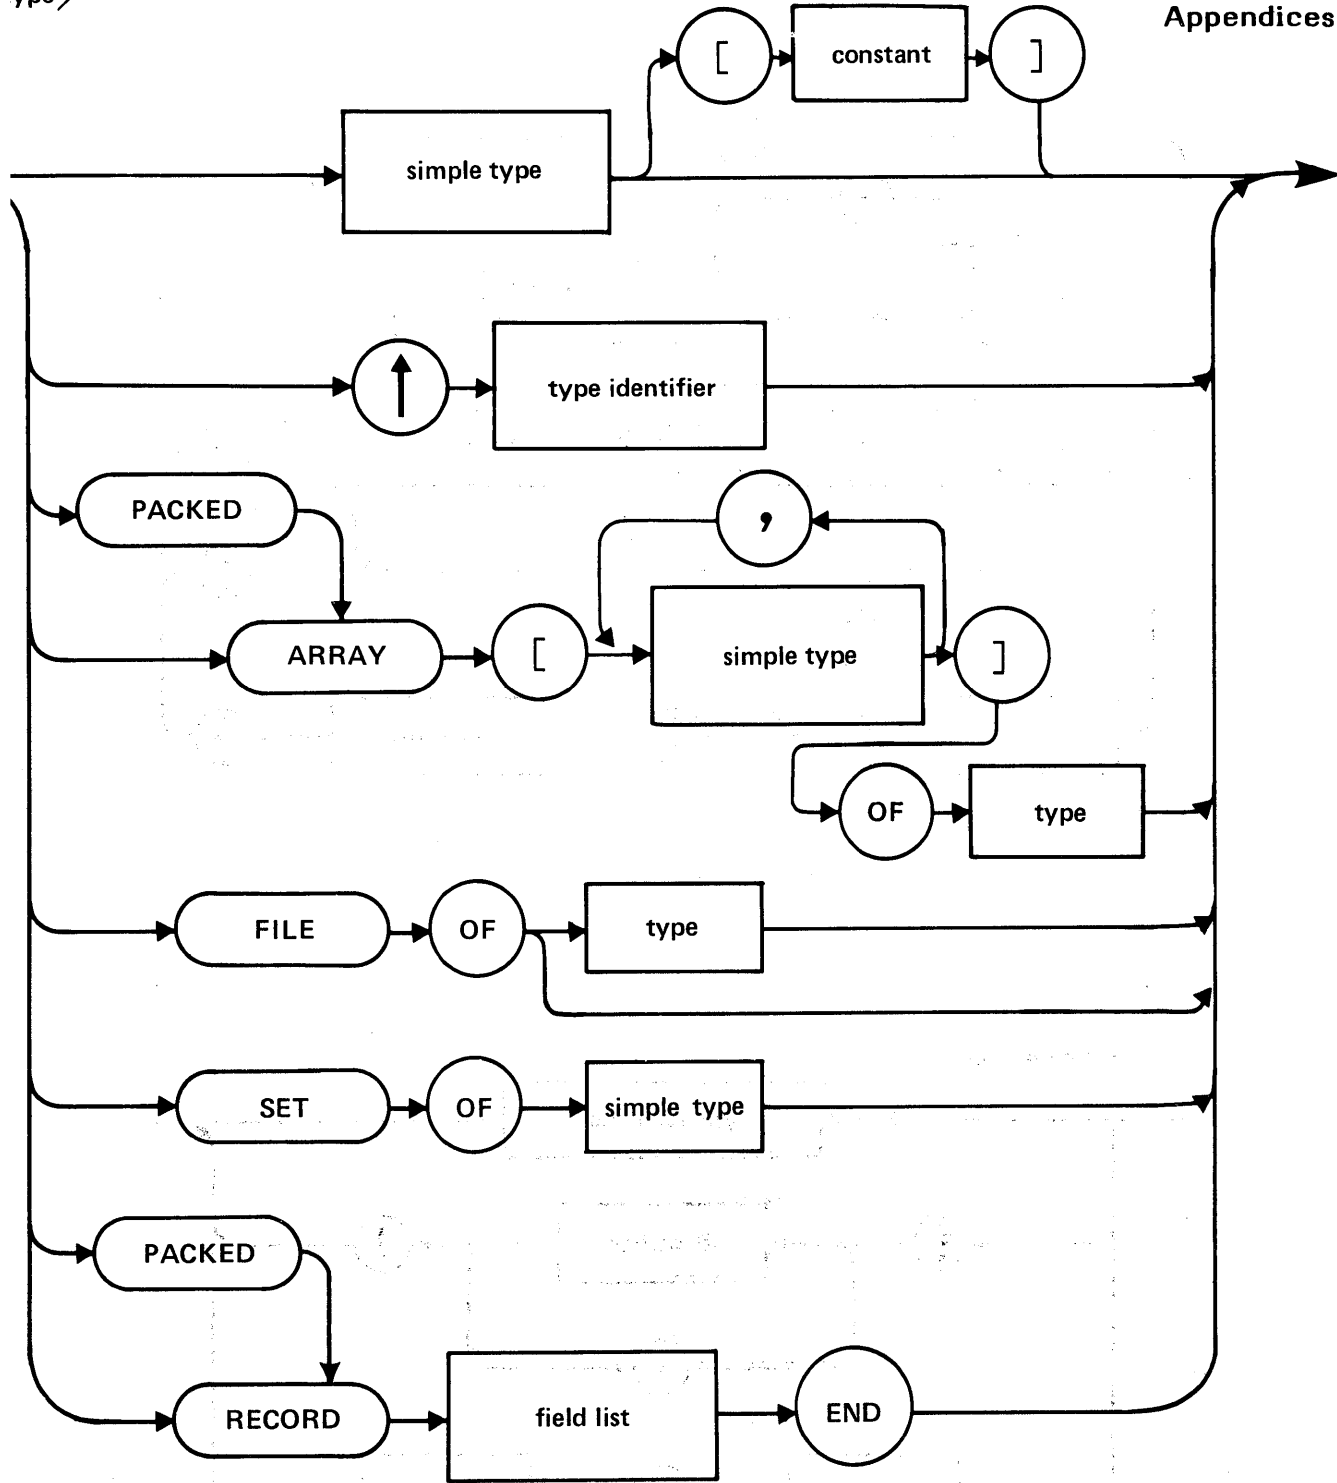 Appendices
[ constant ]
simple type
↑ type identifier
PACKED
,
ARRAY [ simple type ]
OF type
FILE OF type
SET OF simple type
PACKED
RECORD field list END